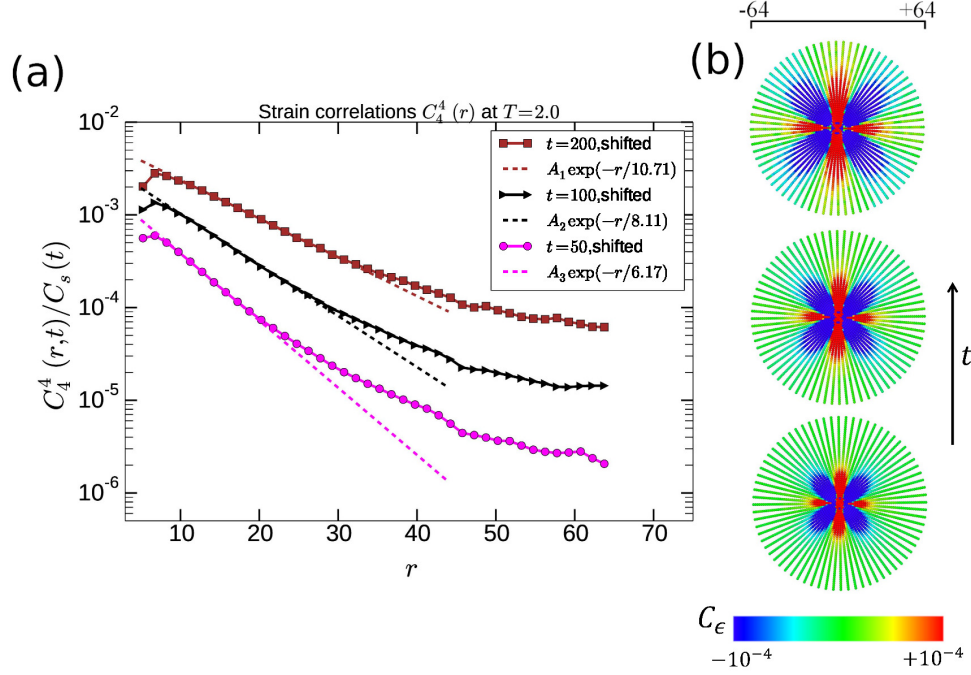 (a)
Strain correlations C_4^4 (r) at T=2.0
C_4^4 (r,t)/C_s(t)
10^{-2}
10^{-3}
10^{-4}
10^{-5}
10^{-6}
10 20 30 40 50 60 70
r
t=200,shifted
A_1 exp(−r/10.71)
t=100,shifted
A_2 exp(−r/8.11)
t=50,shifted
A_3 exp(−r/6.17)
(b)
-64 +64
t
C_ϵ
−10^{-4} +10^{-4}